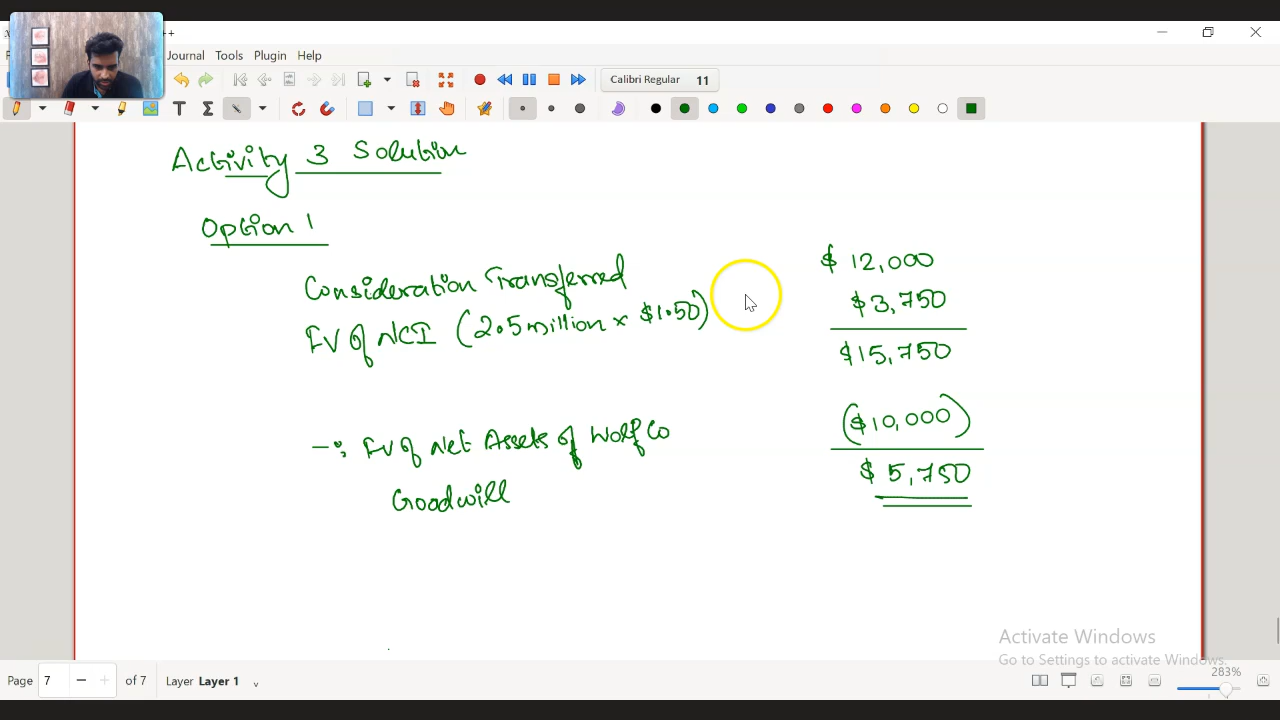 ++
Journal Tools Plugin Help
Calibri Regular 11
Activity 3 Solution
Option 1
Consideration Transferred $ 12,000
FV of NCI (2.5 million × $1.50) $3,750
$15,750
-: FV of Net Assets of Wolf Co ($10,000)
Goodwill $ 5,750
Activate Windows
Go to Settings to activate Windows.
Page 7 of 7 Layer Layer 1 283%